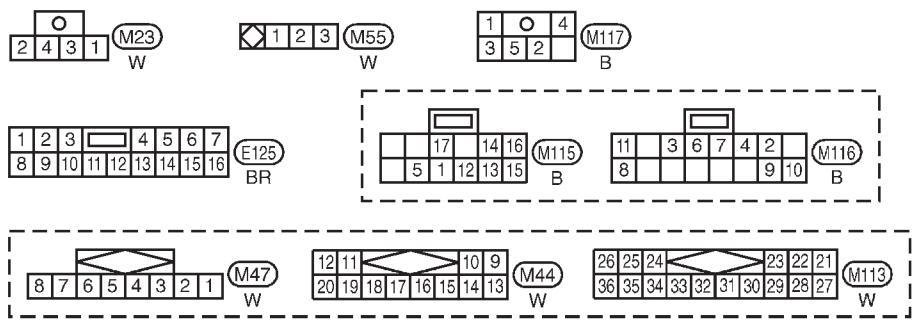 1 4
2 4 3 1 M23 1 2 3 M55 3 5 2 M117
W W B
1 2 3 4 5 6 7
8 9 10 11 12 13 14 15 16 E125
BR
17 14 16
5 1 12 13 15 M115
B
11 3 6 7 4 2
8 9 10 M116
B
8 7 6 5 4 3 2 1 M47
W
12 11 10 9
20 19 18 17 16 15 14 13 M44
W
26 25 24 23 22 21
36 35 34 33 32 31 30 29 28 27 M113
W